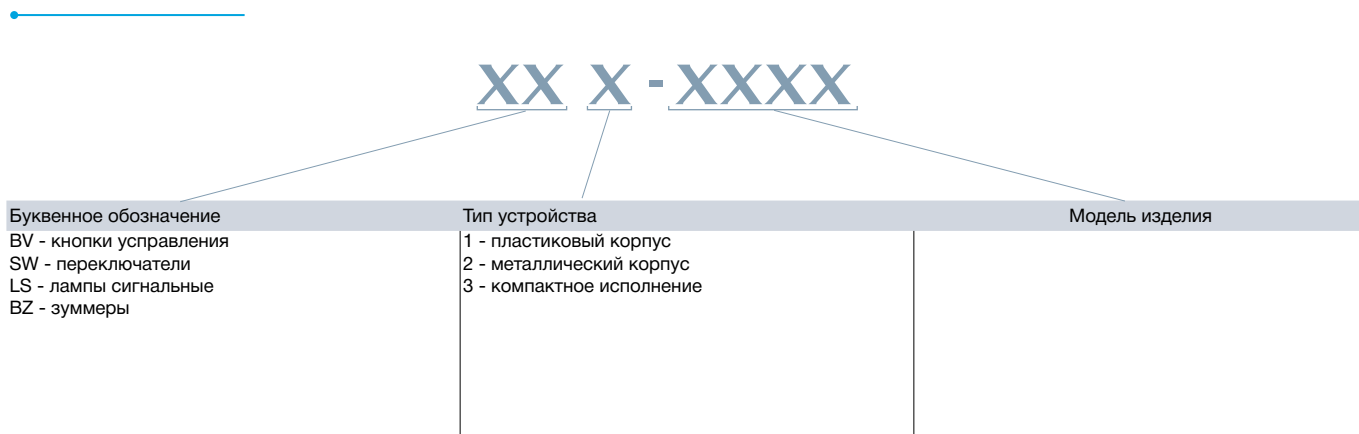 XX X - XXXX
Буквенное обозначение Тип устройства Модель изделия
BV - кнопки усправления 1 - пластиковый корпус
SW - переключатели 2 - металлический корпус
LS - лампы сигнальные 3 - компактное исполнение
BZ - зуммеры